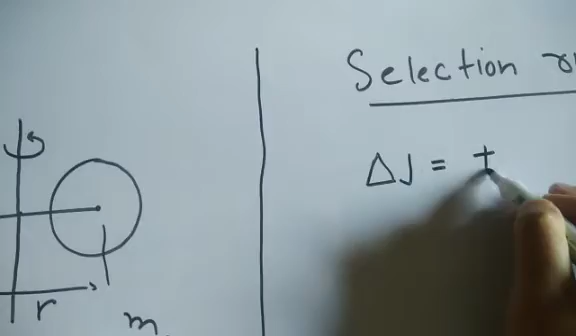 Selection
ΔJ = ±
r
m